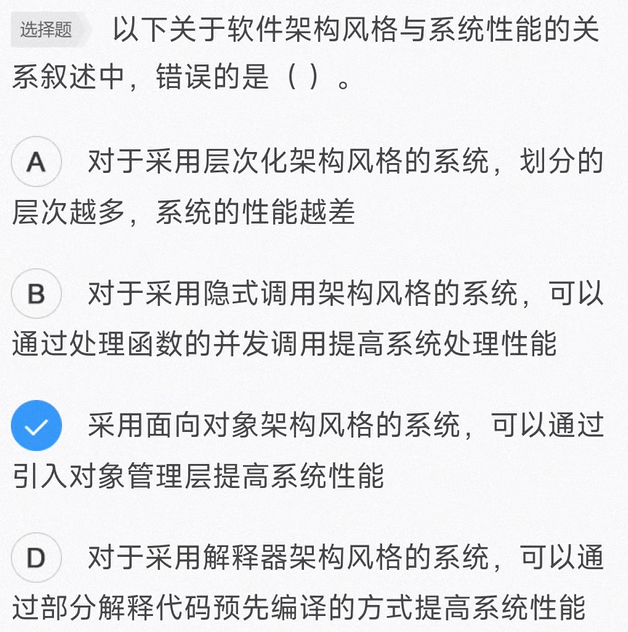 选择题 以下关于软件架构风格与系统性能的关
系叙述中，错误的是（ ）。
A 对于采用层次化架构风格的系统，划分的
层次越多，系统的性能越差
B 对于采用隐式调用架构风格的系统，可以
通过处理函数的并发调用提高系统处理性能
采用面向对象架构风格的系统，可以通过
引入对象管理层提高系统性能
D 对于采用解释器架构风格的系统，可以通
过部分解释代码预先编译的方式提高系统性能